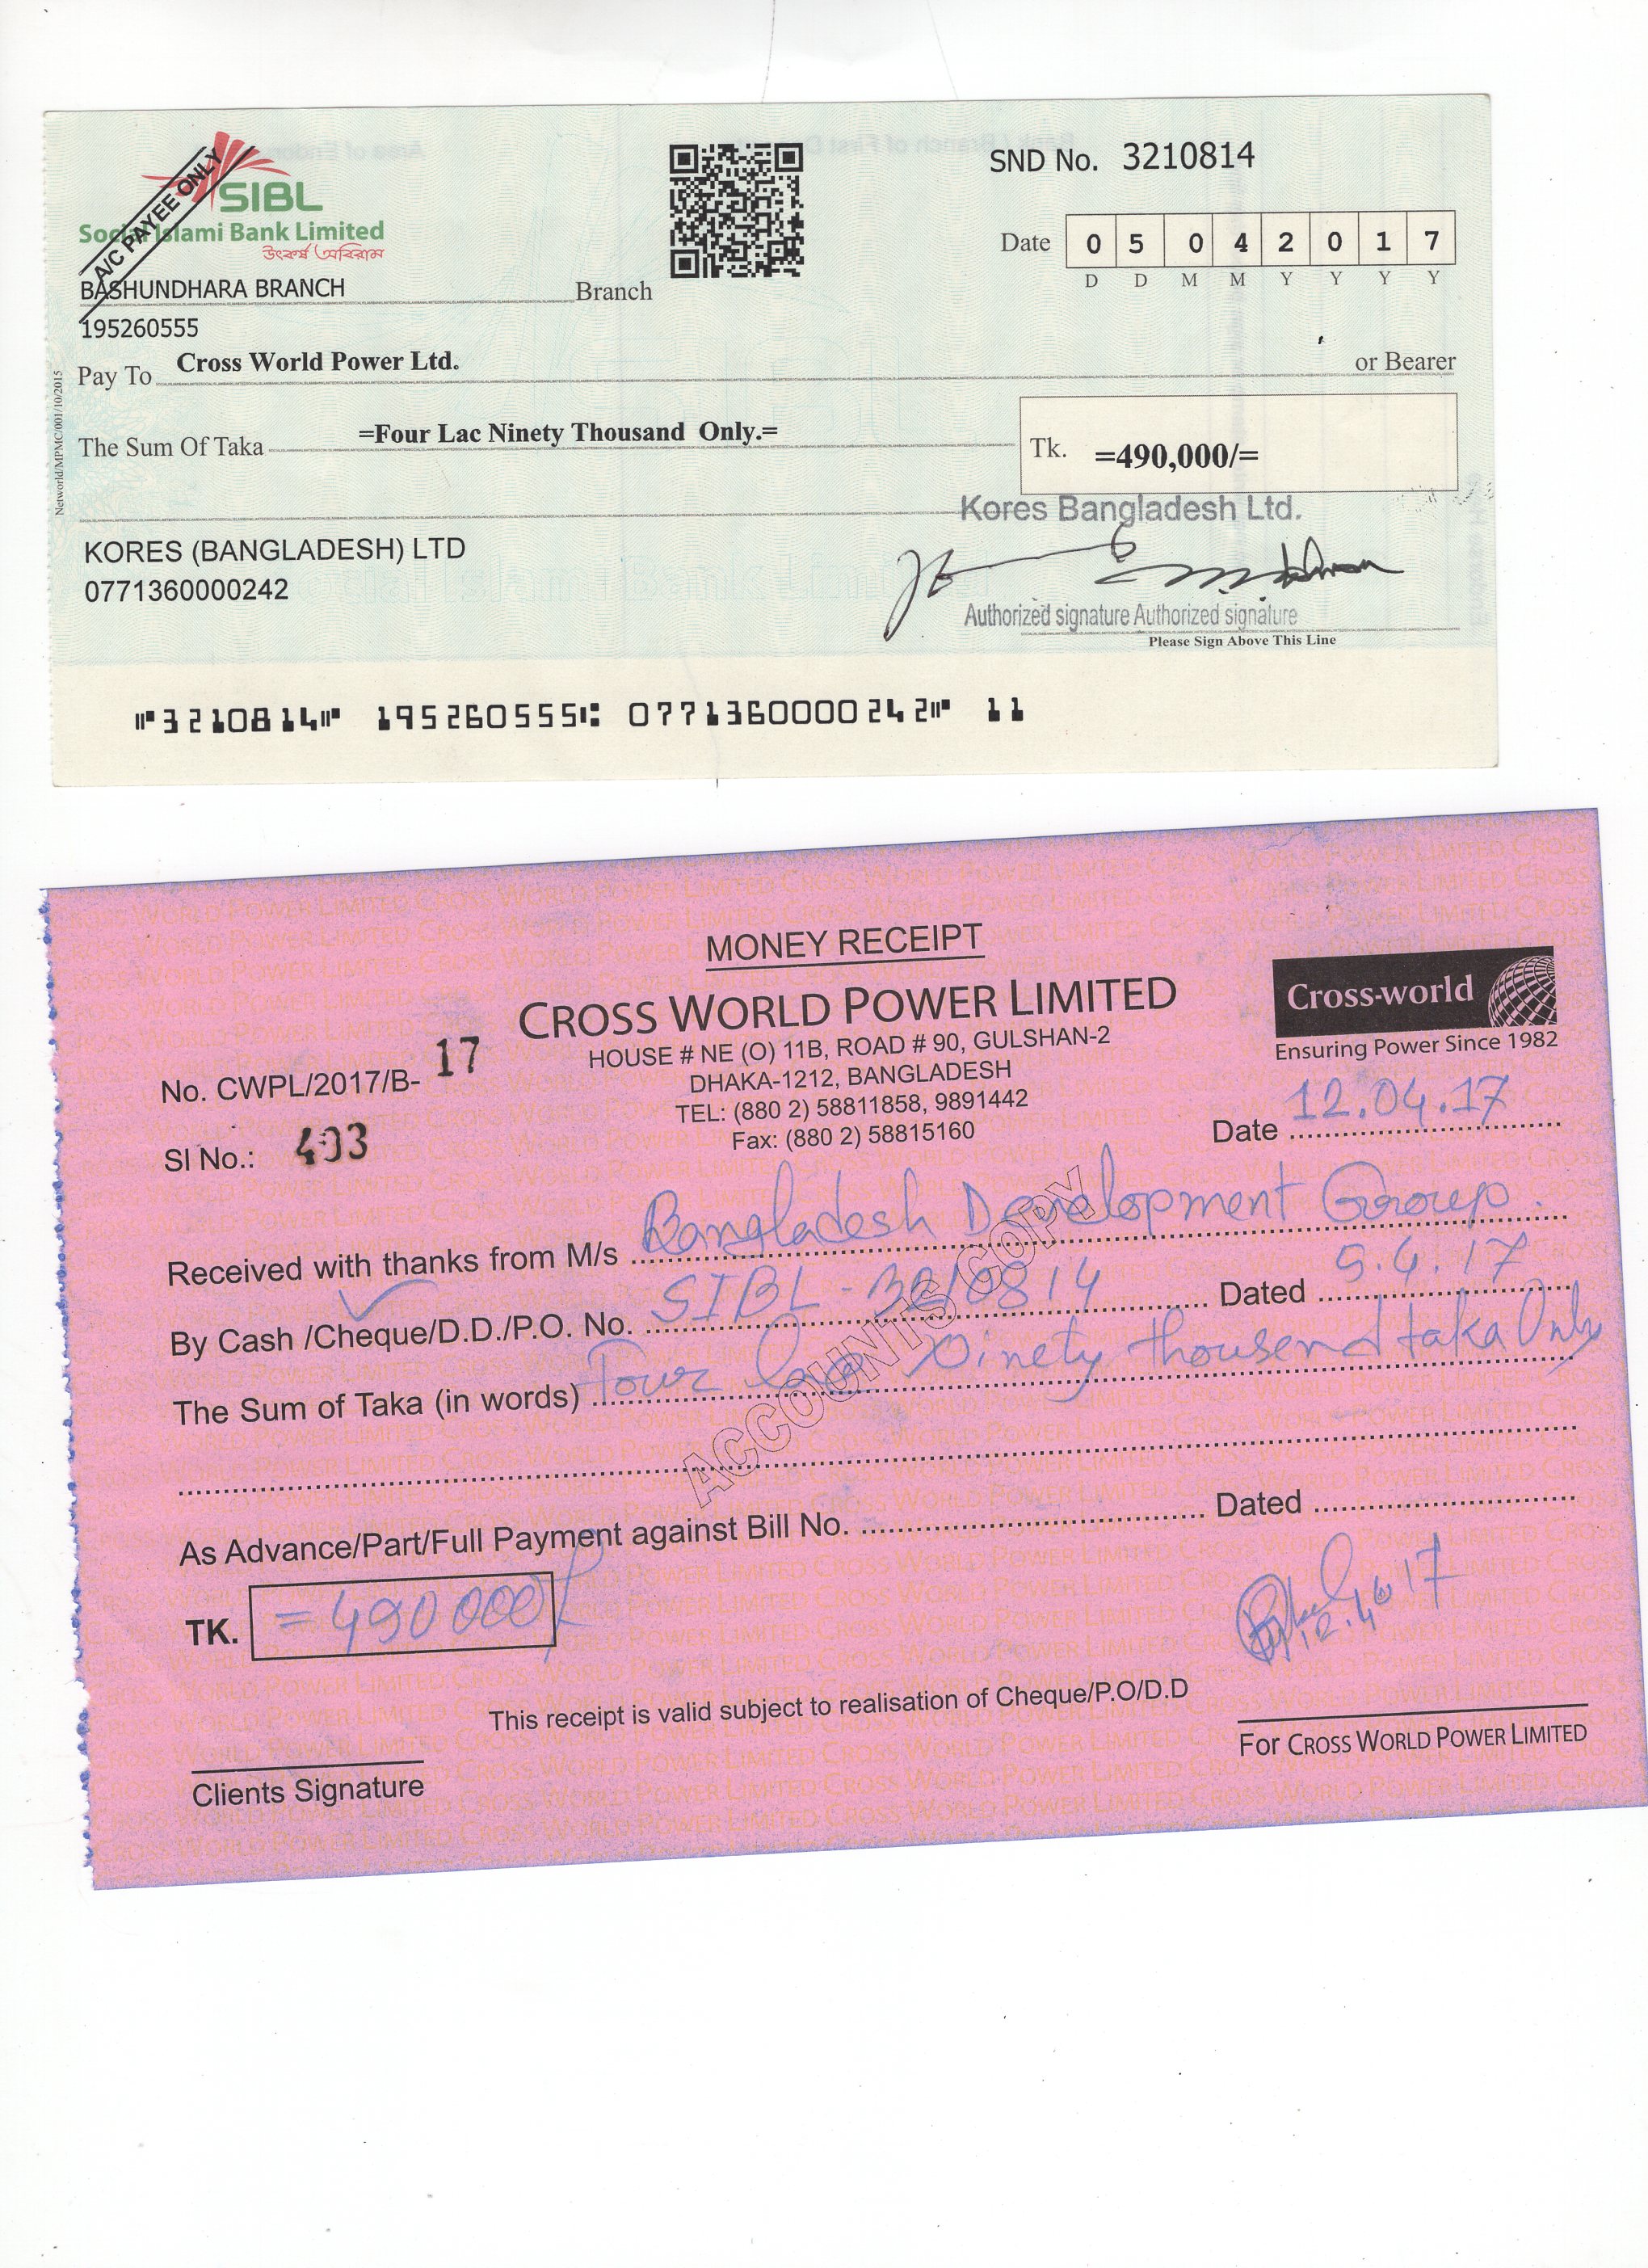 SIBL
Social Islami Bank Limited
উৎকর্ষ অবিরাম
A/C PAYEE ONLY
BASHUNDHARA BRANCH Branch
195260555
SND No. 3210814
Date 0 5 0 4 2 0 1 7
D D M M Y Y Y Y
Pay To Cross World Power Ltd. or Bearer
The Sum Of Taka =Four Lac Ninety Thousand Only.=
Tk. =490,000/=
Networld/MPMC/001/10/2015
Kores Bangladesh Ltd.
KORES (BANGLADESH) LTD
0771360000242
Authorized signature Authorized signature
Please Sign Above This Line
⑈3210814⑈ 195260555⑆ 0771360000242⑈ 11
MONEY RECEIPT
CROSS WORLD POWER LIMITED
HOUSE # NE (O) 11B, ROAD # 90, GULSHAN-2
DHAKA-1212, BANGLADESH
TEL: (880 2) 58811858, 9891442
Fax: (880 2) 58815160
Cross-world
Ensuring Power Since 1982
No. CWPL/2017/B- 17
Sl No.: 403
Date 12.04.17
Received with thanks from M/s Bangladesh Development Group.
By Cash /Cheque/D.D./P.O. No. SIBL - 3210814 Dated 5.4.17
The Sum of Taka (in words) Four lac Ninety thousend taka Only
ACCOUNTS COPY
As Advance/Part/Full Payment against Bill No. Dated
TK. =490000/
12.4.17
This receipt is valid subject to realisation of Cheque/P.O/D.D
Clients Signature
For CROSS WORLD POWER LIMITED